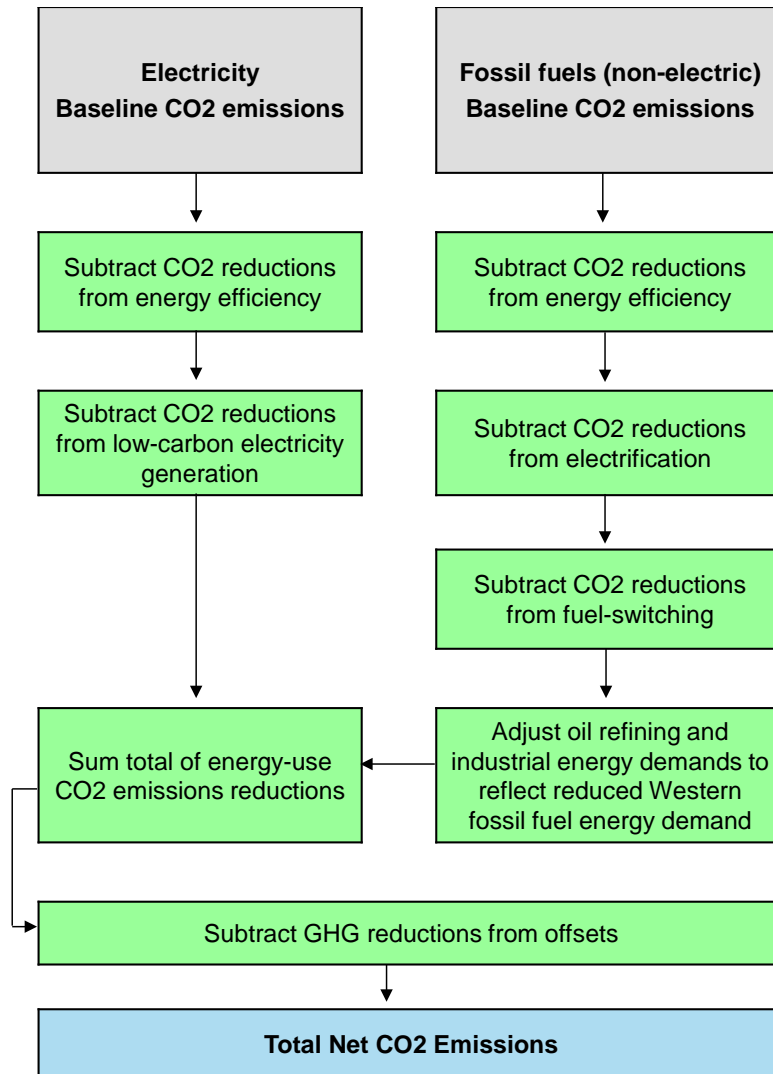 Electricity
Baseline CO2 emissions
Fossil fuels (non-electric)
Baseline CO2 emissions
Subtract CO2 reductions
from energy efficiency
Subtract CO2 reductions
from energy efficiency
Subtract CO2 reductions
from low-carbon electricity
generation
Subtract CO2 reductions
from electrification
Subtract CO2 reductions
from fuel-switching
Sum total of energy-use
CO2 emissions reductions
Adjust oil refining and
industrial energy demands to
reflect reduced Western
fossil fuel energy demand
Subtract GHG reductions from offsets
Total Net CO2 Emissions